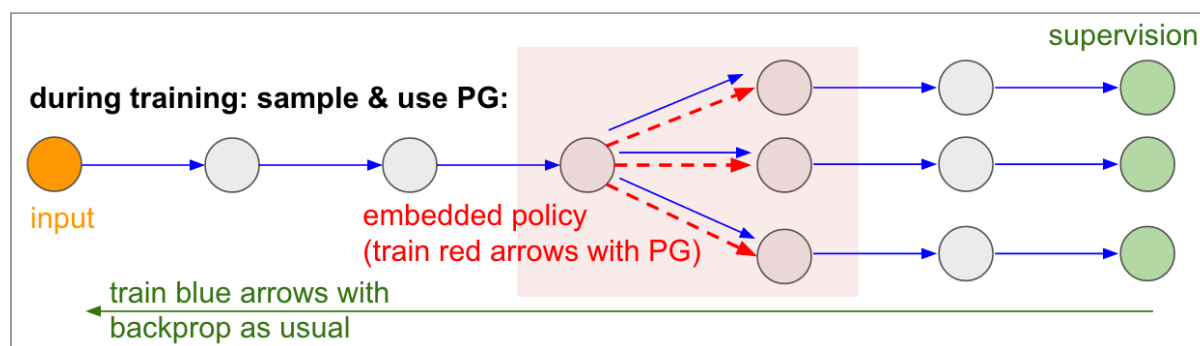 supervision
during training: sample & use PG:
input
embedded policy
(train red arrows with PG)
train blue arrows with
backprop as usual